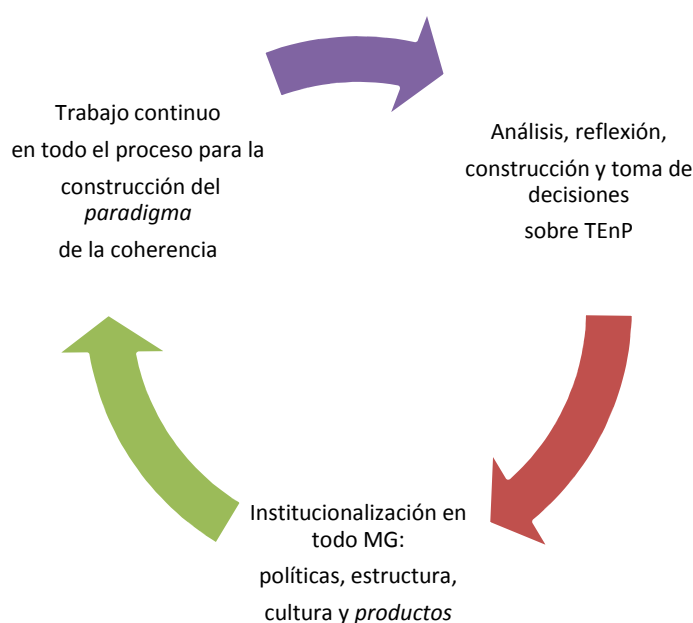 Trabajo continuo
en todo el proceso para la
construcción del
paradigma
de la coherencia
Análisis, reflexión,
construcción y toma de
decisiones
sobre TEnP
Institucionalización en
todo MG:
políticas, estructura,
cultura y productos